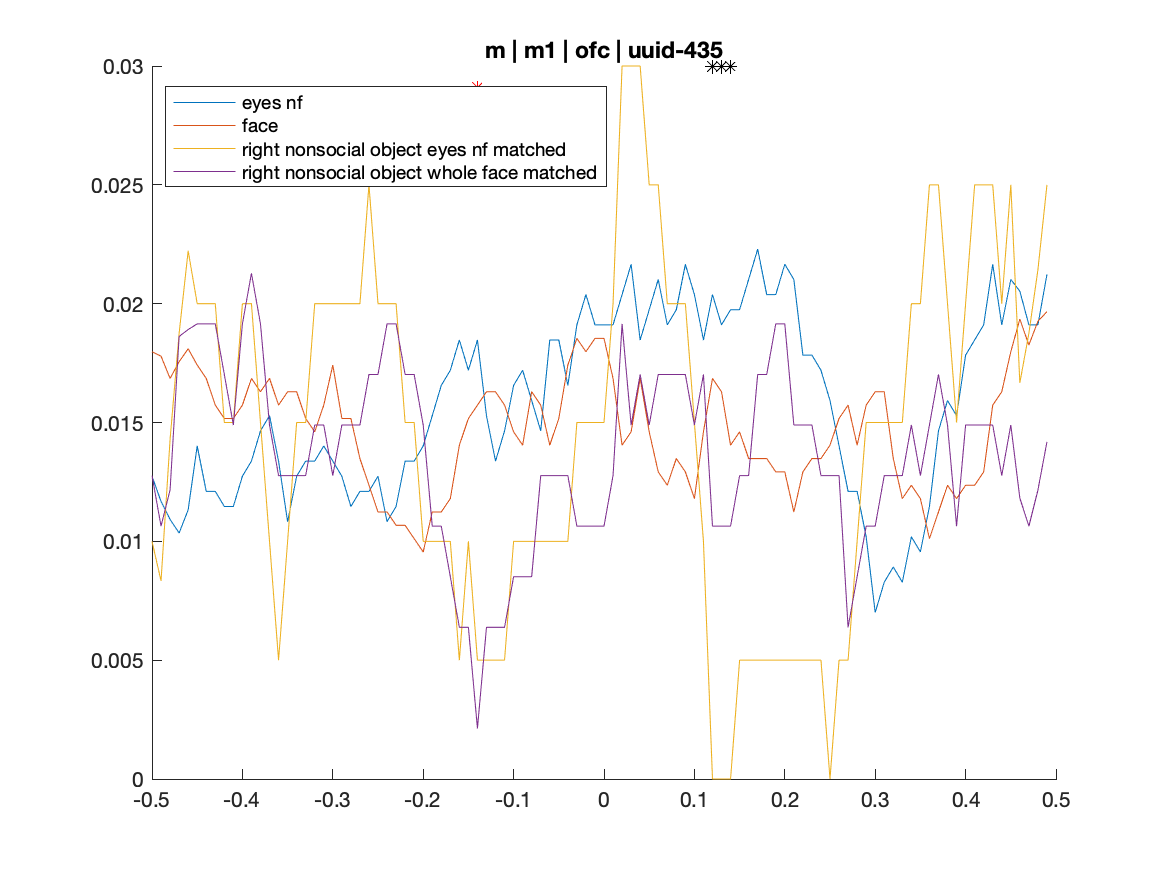 m | m1 | ofc | uuid-435
0.03
0.025
0.02
0.015
0.01
0.005
0
eyes nf
face
right nonsocial object eyes nf matched
right nonsocial object whole face matched
-0.5 -0.4 -0.3 -0.2 -0.1 0 0.1 0.2 0.3 0.4 0.5